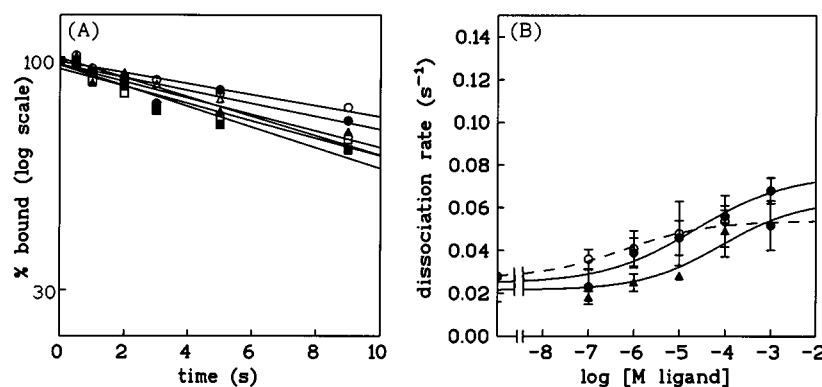 (A)
100
30
% bound (log scale)
0 2 4 6 8 10
time (s)
(B)
0.14
0.12
0.10
0.08
0.06
0.04
0.02
0.00
dissociation rate (s⁻¹)
-8 -7 -6 -5 -4 -3 -2
log [M ligand]